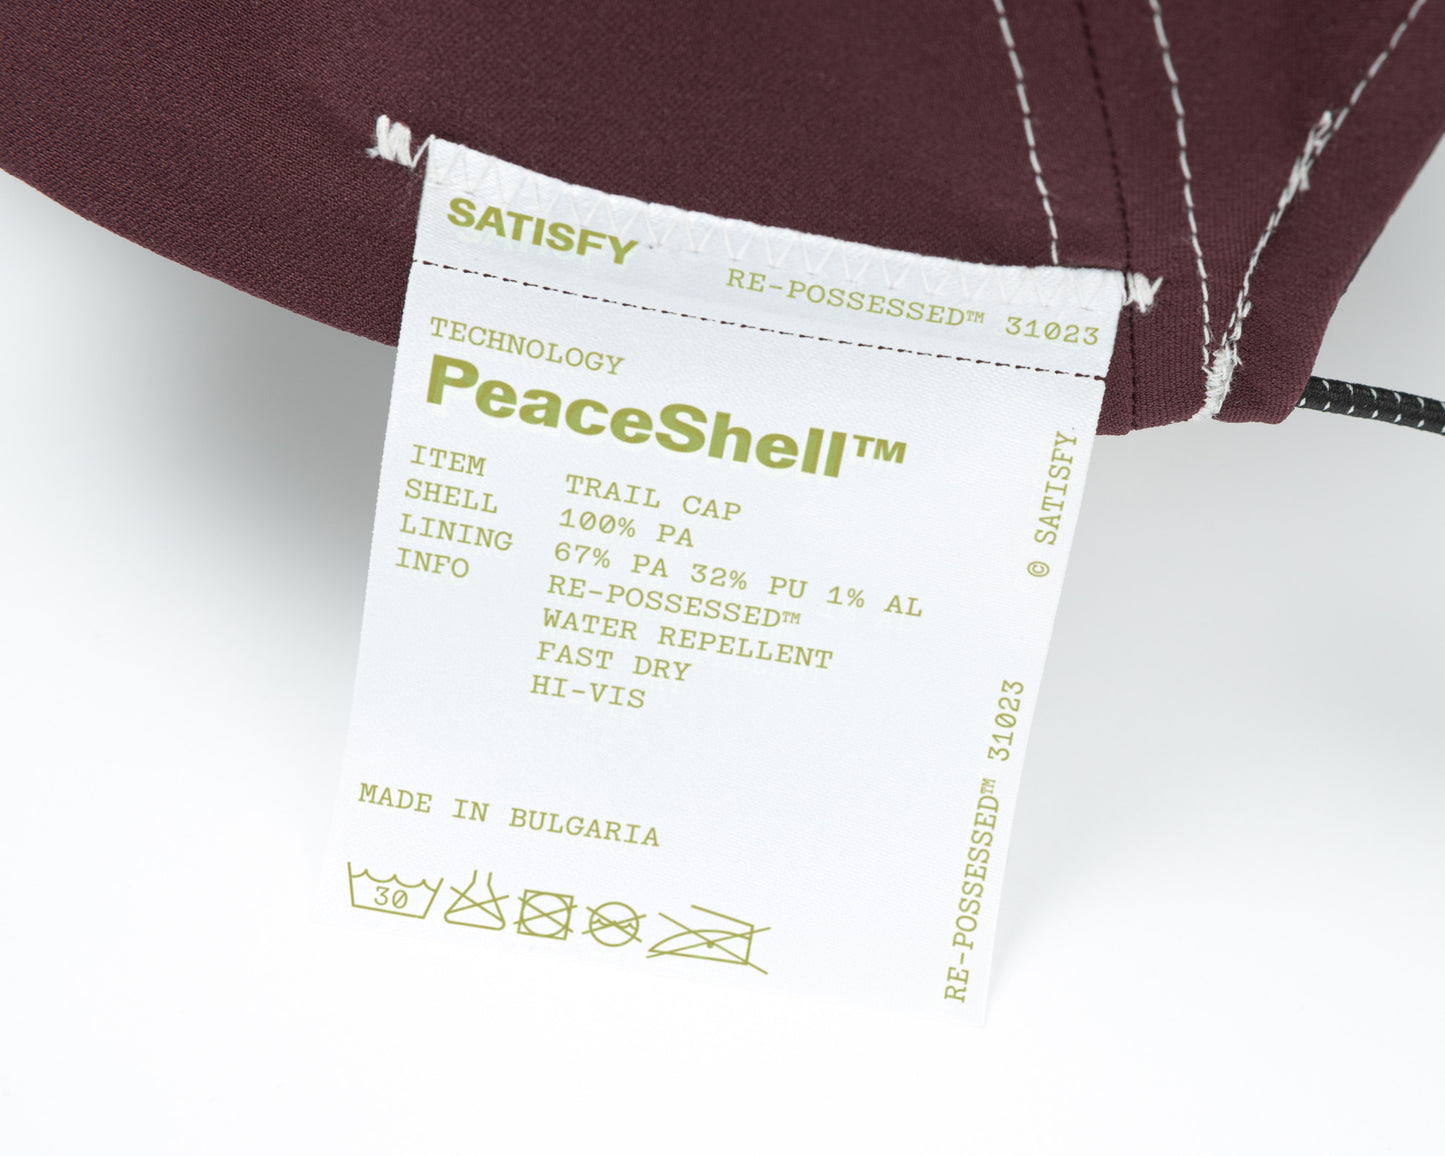 SATISFY
RE-POSSESSED™ 31023
TECHNOLOGY
PeaceShell™
ITEM TRAIL CAP
SHELL 100% PA
LINING 67% PA 32% PU 1% AL
INFO RE-POSSESSED™
WATER REPELLENT
FAST DRY
HI-VIS
MADE IN BULGARIA
30
© SATISFY
RE-POSSESSED™ 31023